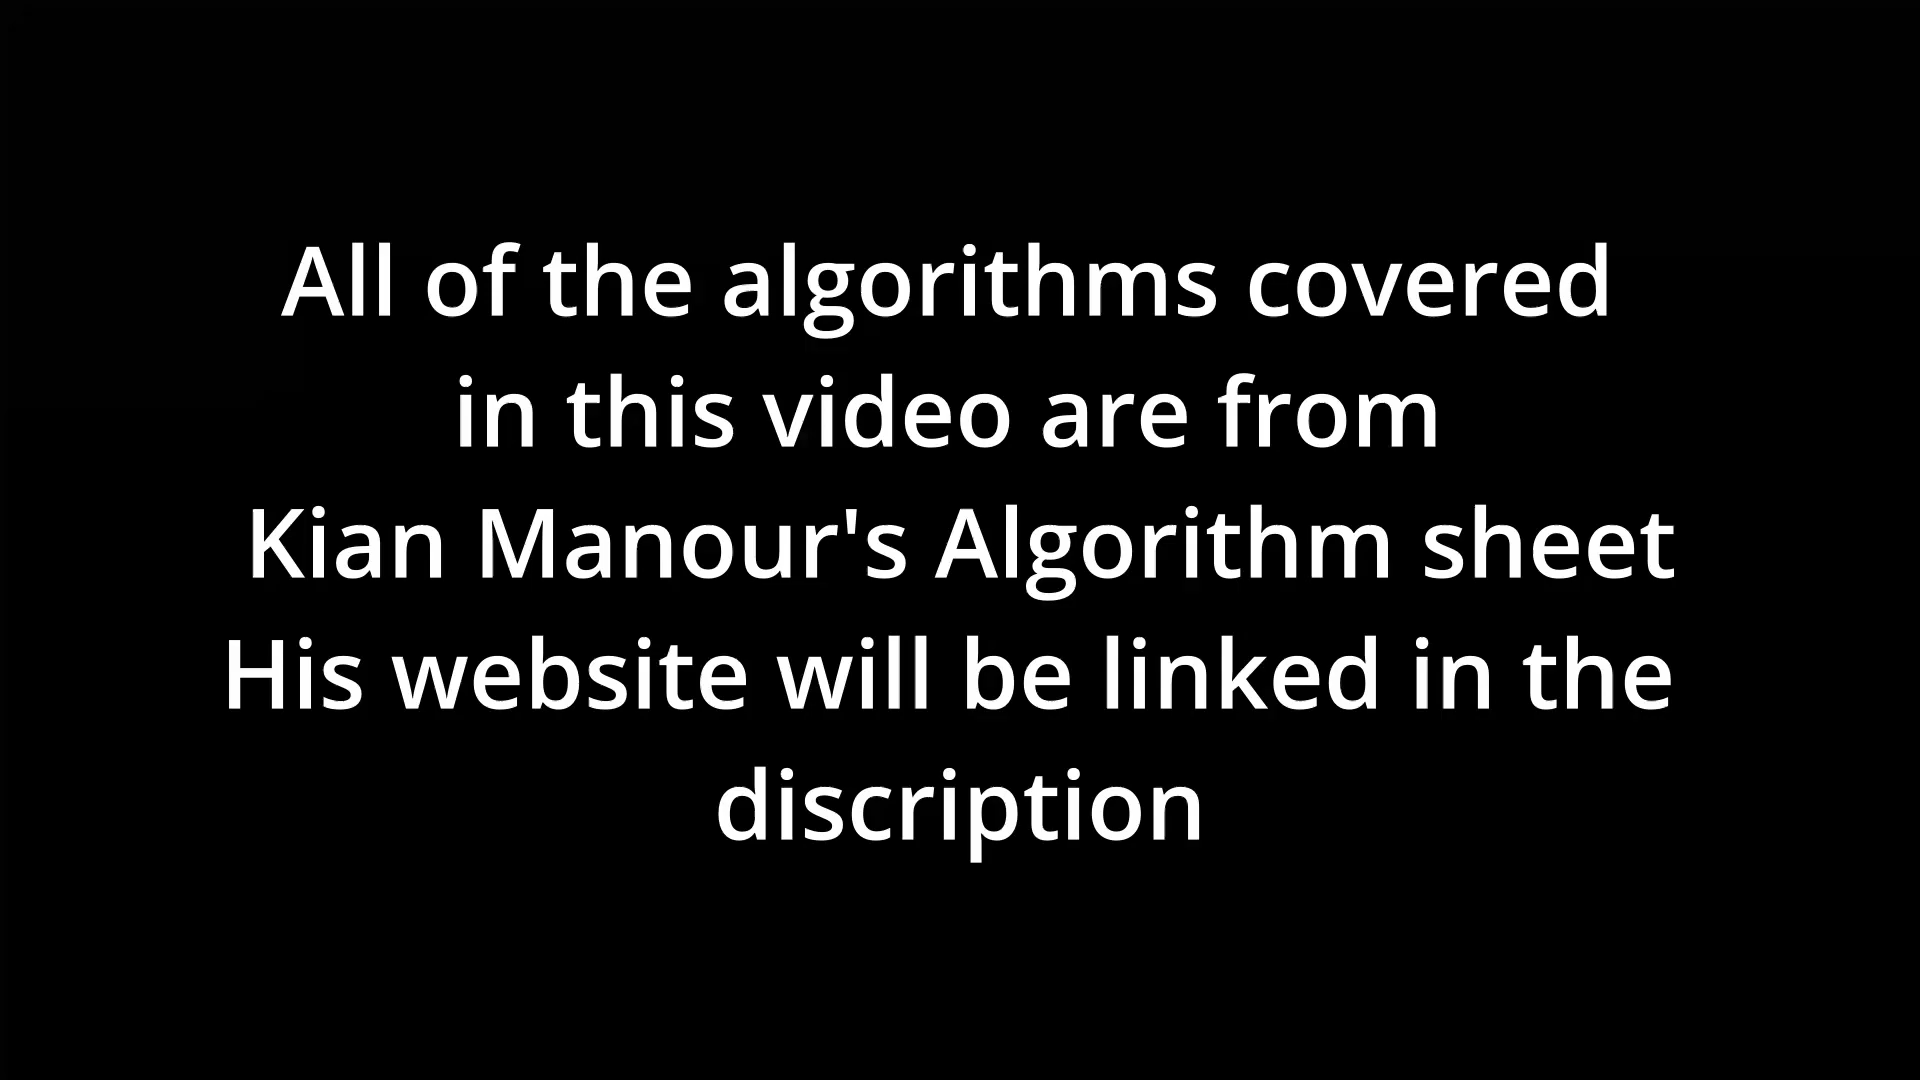 All of the algorithms covered
in this video are from
Kian Manour's Algorithm sheet
His website will be linked in the
discription